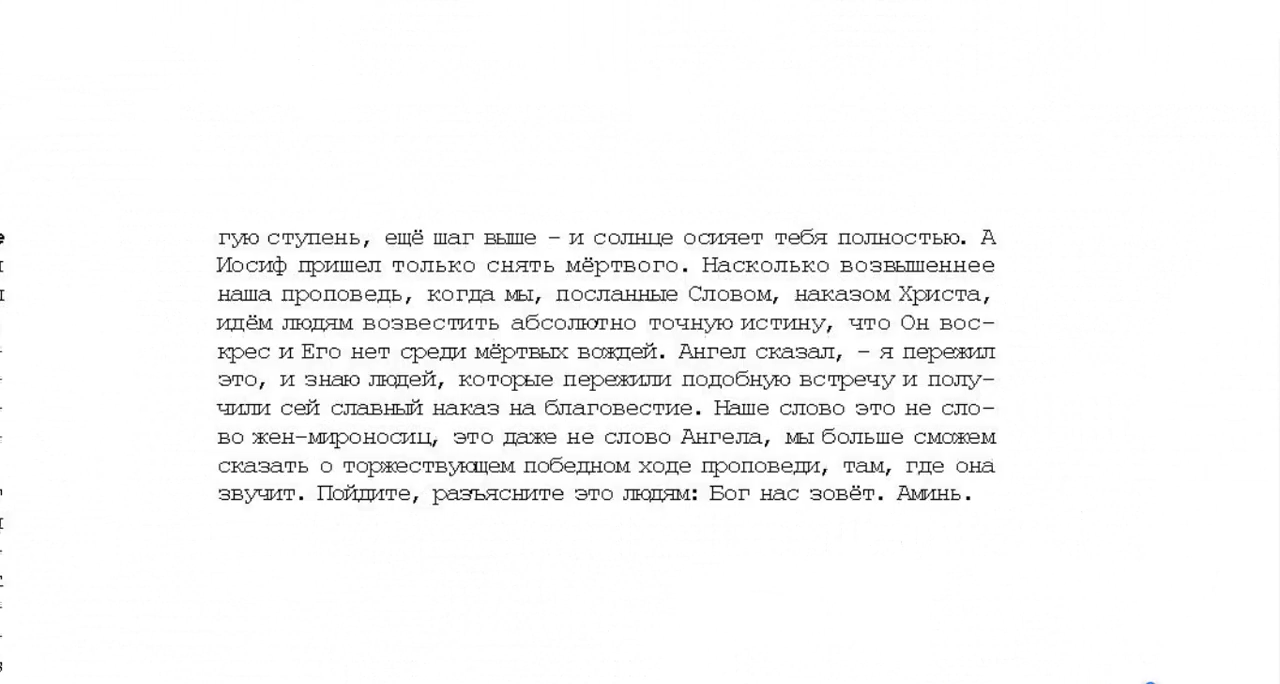 гую ступень, ещё шаг выше – и солнце осияет тебя полностью. А
Иосиф пришел только снять мёртвого. Насколько возвышеннее
наша проповедь, когда мы, посланные Словом, наказом Христа,
идём людям возвестить абсолютно точную истину, что Он вос–
крес и Его нет среди мёртвых вождей. Ангел сказал, – я пережил
это, и знаю людей, которые пережили подобную встречу и полу–
чили сей славный наказ на благовестие. Наше слово это не сло–
во жен–мироносиц, это даже не слово Ангела, мы больше сможем
сказать о торжествующем победном ходе проповеди, там, где она
звучит. Пойдите, разъясните это людям: Бог нас зовёт. Аминь.